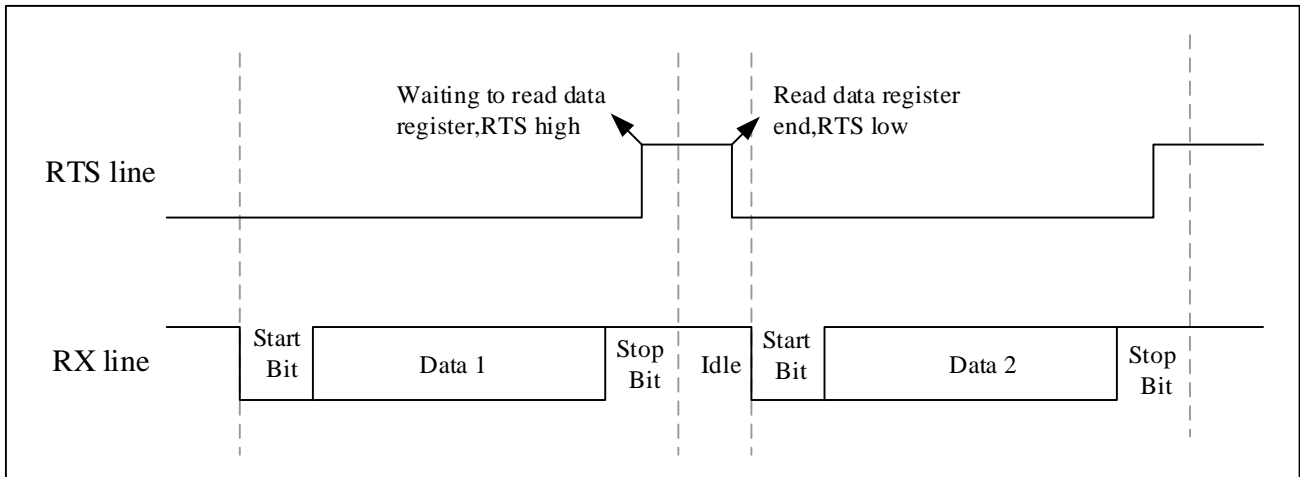 Waiting to read data
register,RTS high
Read data register
end,RTS low
RTS line
RX line
Start
Bit
Data 1
Stop
Bit
Idle
Start
Bit
Data 2
Stop
Bit